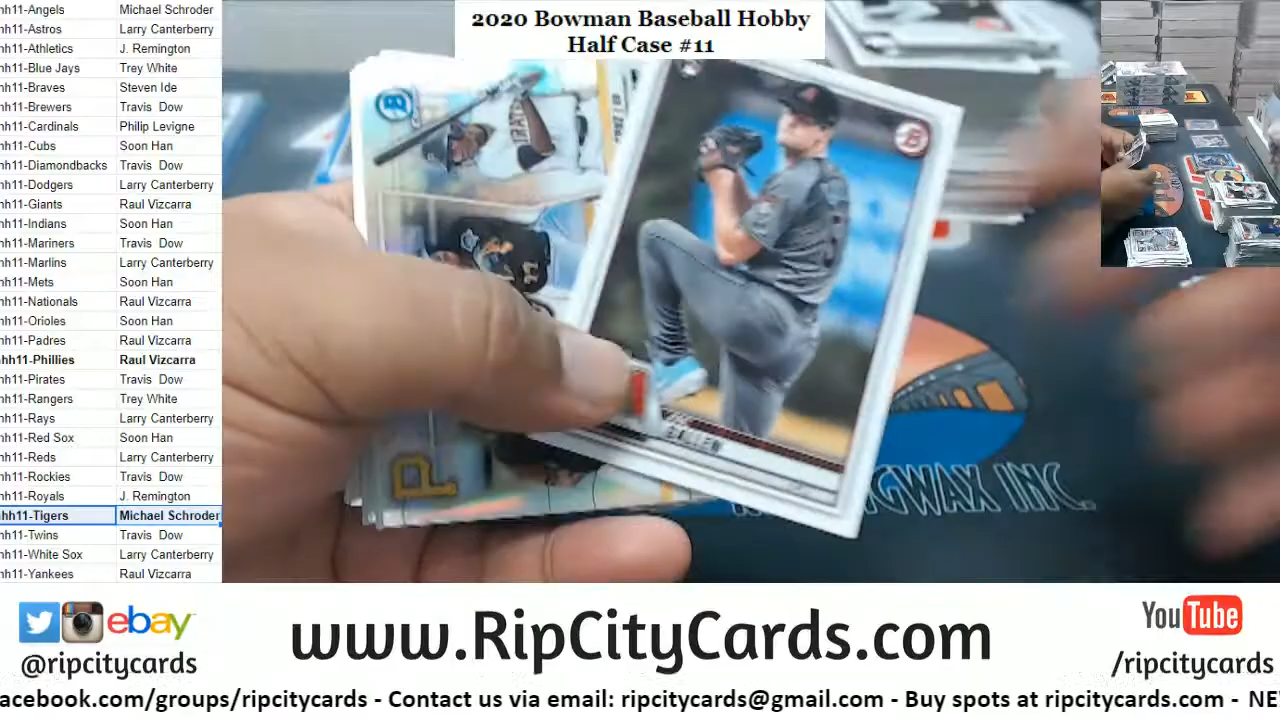 2020 Bowman Baseball Hobby
Half Case #11
hh11-Angels Michael Schroder
hh11-Astros Larry Canterberry
hh11-Athletics J. Remington
hh11-Blue Jays Trey White
hh11-Braves Steven Ide
hh11-Brewers Travis Dow
hh11-Cardinals Philip Levigne
hh11-Cubs Soon Han
hh11-Diamondbacks Travis Dow
hh11-Dodgers Larry Canterberry
hh11-Giants Raul Vizcarra
hh11-Indians Soon Han
hh11-Mariners Travis Dow
hh11-Marlins Larry Canterberry
hh11-Mets Soon Han
hh11-Nationals Raul Vizcarra
hh11-Orioles Soon Han
hh11-Padres Raul Vizcarra
hh11-Phillies Raul Vizcarra
hh11-Pirates Travis Dow
hh11-Rangers Trey White
hh11-Rays Larry Canterberry
hh11-Red Sox Soon Han
hh11-Reds Larry Canterberry
hh11-Rockies Travis Dow
hh11-Royals J. Remington
hh11-Tigers Michael Schroder
hh11-Twins Travis Dow
hh11-White Sox Larry Canterberry
hh11-Yankees Raul Vizcarra
B
B
P
GWAX INC.
ebay
@ripcitycards
www.RipCityCards.com
YouTube
/ripcitycards
acebook.com/groups/ripcitycards - Contact us via email: ripcitycards@gmail.com - Buy spots at ripcitycards.com - NE